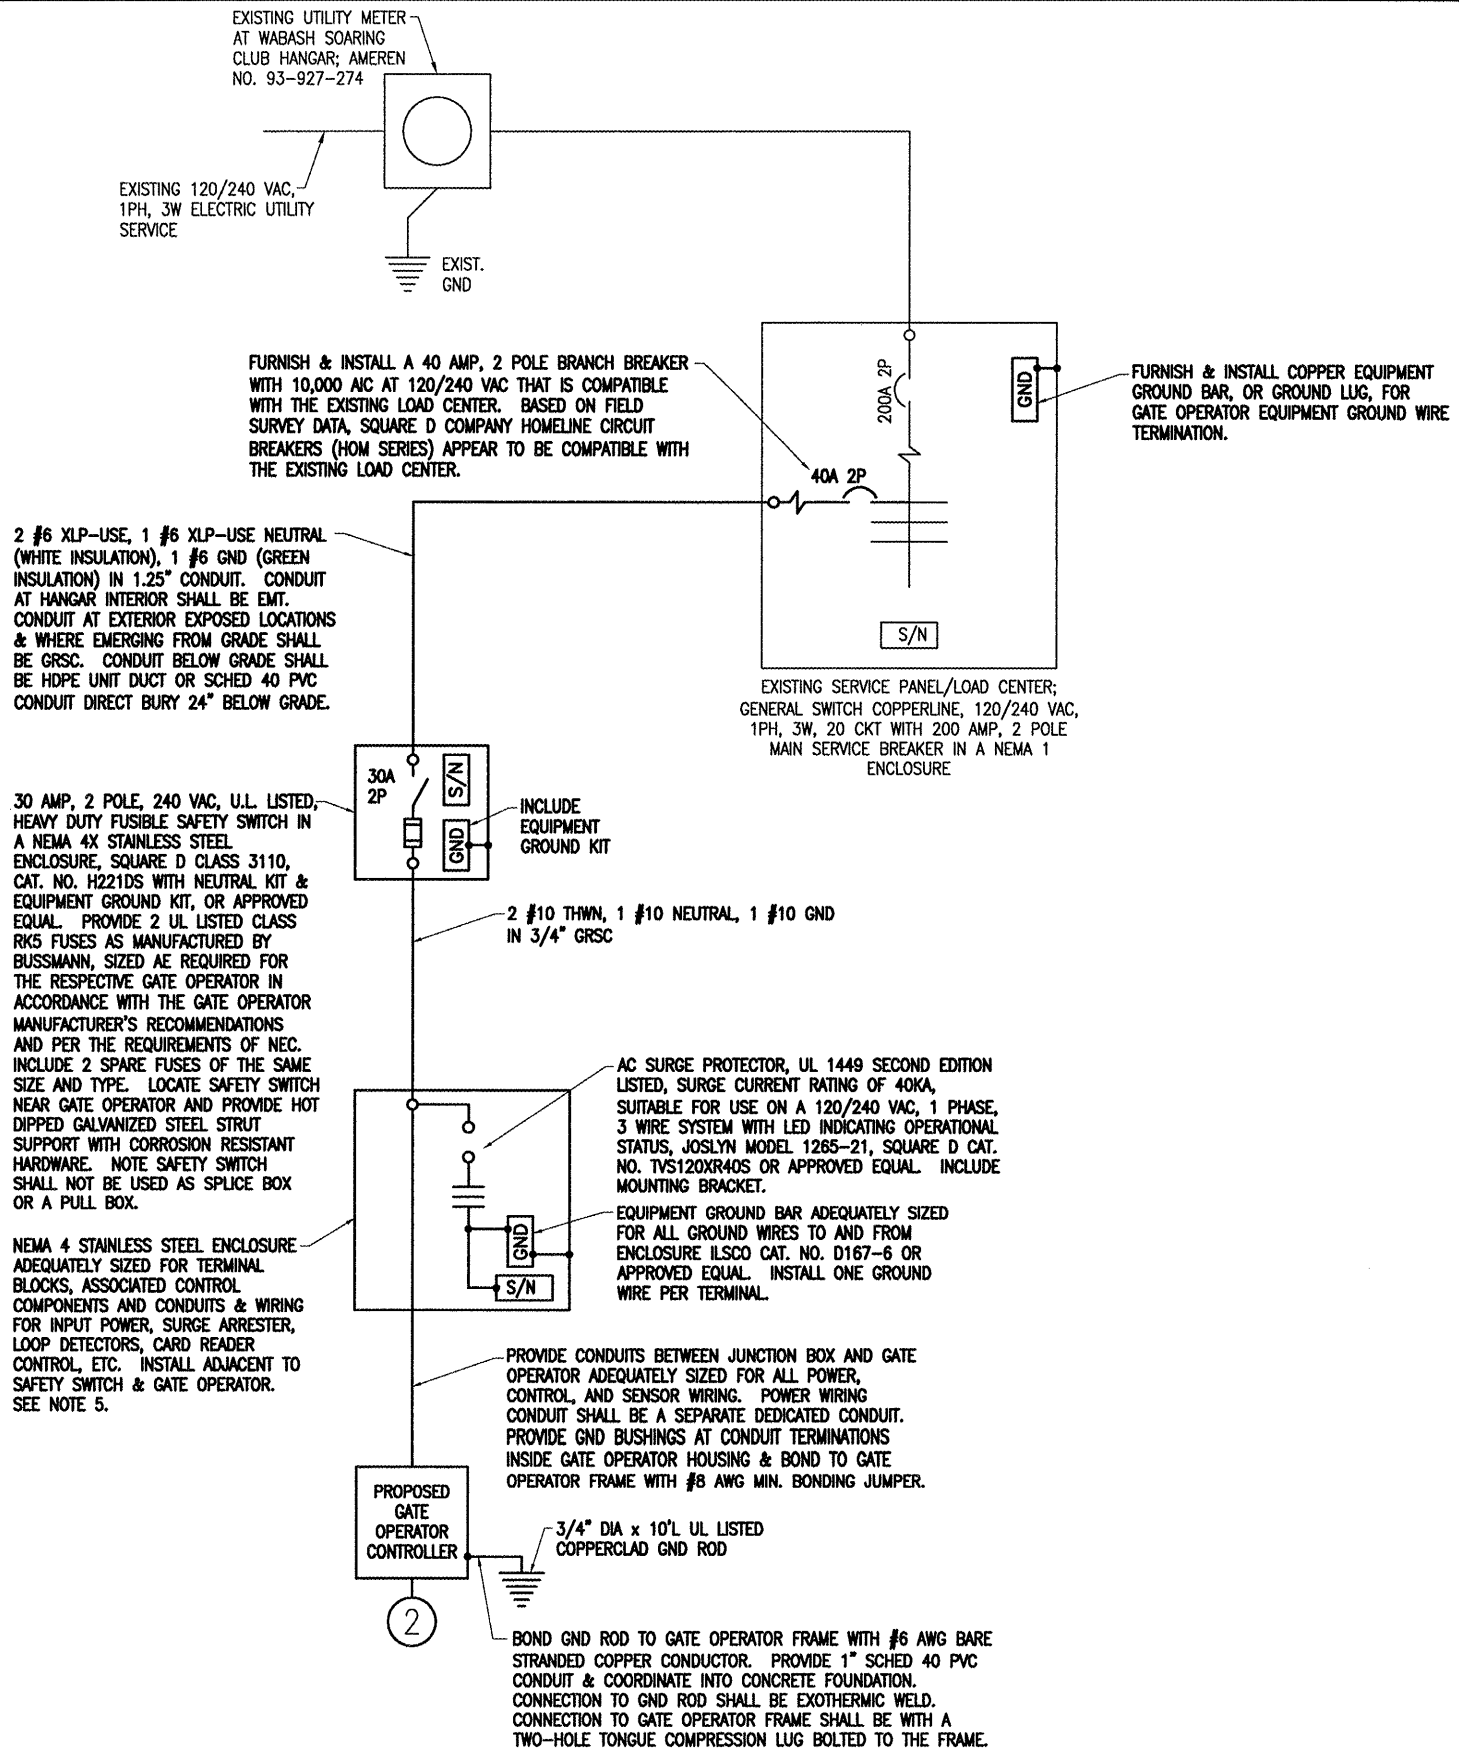 EXISTING UTILITY METER
AT WABASH SOARING
CLUB HANGAR; AMEREN
NO. 93-927-274
EXISTING 120/240 VAC,
1PH, 3W ELECTRIC UTILITY
SERVICE
EXIST.
GND
FURNISH & INSTALL A 40 AMP, 2 POLE BRANCH BREAKER
WITH 10,000 AIC AT 120/240 VAC THAT IS COMPATIBLE
WITH THE EXISTING LOAD CENTER. BASED ON FIELD
SURVEY DATA, SQUARE D COMPANY HOMELINE CIRCUIT
BREAKERS (HOM SERIES) APPEAR TO BE COMPATIBLE WITH
THE EXISTING LOAD CENTER.
200A 2P
GND
40A 2P
S/N
FURNISH & INSTALL COPPER EQUIPMENT
GROUND BAR, OR GROUND LUG, FOR
GATE OPERATOR EQUIPMENT GROUND WIRE
TERMINATION.
EXISTING SERVICE PANEL/LOAD CENTER;
GENERAL SWITCH COPPERLINE, 120/240 VAC,
1PH, 3W, 20 CKT WITH 200 AMP, 2 POLE
MAIN SERVICE BREAKER IN A NEMA 1
ENCLOSURE
2 #6 XLP-USE, 1 #6 XLP-USE NEUTRAL
(WHITE INSULATION), 1 #6 GND (GREEN
INSULATION) IN 1.25" CONDUIT. CONDUIT
AT HANGAR INTERIOR SHALL BE EMT.
CONDUIT AT EXTERIOR EXPOSED LOCATIONS
& WHERE EMERGING FROM GRADE SHALL
BE GRSC. CONDUIT BELOW GRADE SHALL
BE HDPE UNIT DUCT OR SCHED 40 PVC
CONDUIT DIRECT BURY 24" BELOW GRADE.
30A
2P
S/N
GND
INCLUDE
EQUIPMENT
GROUND KIT
30 AMP, 2 POLE, 240 VAC, U.L. LISTED,
HEAVY DUTY FUSIBLE SAFETY SWITCH IN
A NEMA 4X STAINLESS STEEL
ENCLOSURE, SQUARE D CLASS 3110,
CAT. NO. H221DS WITH NEUTRAL KIT &
EQUIPMENT GROUND KIT, OR APPROVED
EQUAL. PROVIDE 2 UL LISTED CLASS
RK5 FUSES AS MANUFACTURED BY
BUSSMANN, SIZED AE REQUIRED FOR
THE RESPECTIVE GATE OPERATOR IN
ACCORDANCE WITH THE GATE OPERATOR
MANUFACTURER'S RECOMMENDATIONS
AND PER THE REQUIREMENTS OF NEC.
INCLUDE 2 SPARE FUSES OF THE SAME
SIZE AND TYPE. LOCATE SAFETY SWITCH
NEAR GATE OPERATOR AND PROVIDE HOT
DIPPED GALVANIZED STEEL STRUT
SUPPORT WITH CORROSION RESISTANT
HARDWARE. NOTE SAFETY SWITCH
SHALL NOT BE USED AS SPLICE BOX
OR A PULL BOX.
2 #10 THWN, 1 #10 NEUTRAL, 1 #10 GND
IN 3/4" GRSC
AC SURGE PROTECTOR, UL 1449 SECOND EDITION
LISTED, SURGE CURRENT RATING OF 40KA,
SUITABLE FOR USE ON A 120/240 VAC, 1 PHASE,
3 WIRE SYSTEM WITH LED INDICATING OPERATIONAL
STATUS, JOSLYN MODEL 1265-21, SQUARE D CAT.
NO. TVS120XR40S OR APPROVED EQUAL. INCLUDE
MOUNTING BRACKET.
EQUIPMENT GROUND BAR ADEQUATELY SIZED
FOR ALL GROUND WIRES TO AND FROM
ENCLOSURE ILSCO CAT. NO. D167-6 OR
APPROVED EQUAL. INSTALL ONE GROUND
WIRE PER TERMINAL.
GND
S/N
NEMA 4 STAINLESS STEEL ENCLOSURE
ADEQUATELY SIZED FOR TERMINAL
BLOCKS, ASSOCIATED CONTROL
COMPONENTS AND CONDUITS & WIRING
FOR INPUT POWER, SURGE ARRESTER,
LOOP DETECTORS, CARD READER
CONTROL, ETC. INSTALL ADJACENT TO
SAFETY SWITCH & GATE OPERATOR.
SEE NOTE 5.
PROVIDE CONDUITS BETWEEN JUNCTION BOX AND GATE
OPERATOR ADEQUATELY SIZED FOR ALL POWER,
CONTROL, AND SENSOR WIRING. POWER WIRING
CONDUIT SHALL BE A SEPARATE DEDICATED CONDUIT.
PROVIDE GND BUSHINGS AT CONDUIT TERMINATIONS
INSIDE GATE OPERATOR HOUSING & BOND TO GATE
OPERATOR FRAME WITH #8 AWG MIN. BONDING JUMPER.
PROPOSED
GATE
OPERATOR
CONTROLLER
3/4" DIA x 10'L UL LISTED
COPPERCLAD GND ROD
2
BOND GND ROD TO GATE OPERATOR FRAME WITH #6 AWG BARE
STRANDED COPPER CONDUCTOR. PROVIDE 1" SCHED 40 PVC
CONDUIT & COORDINATE INTO CONCRETE FOUNDATION.
CONNECTION TO GND ROD SHALL BE EXOTHERMIC WELD.
CONNECTION TO GATE OPERATOR FRAME SHALL BE WITH A
TWO-HOLE TONGUE COMPRESSION LUG BOLTED TO THE FRAME.